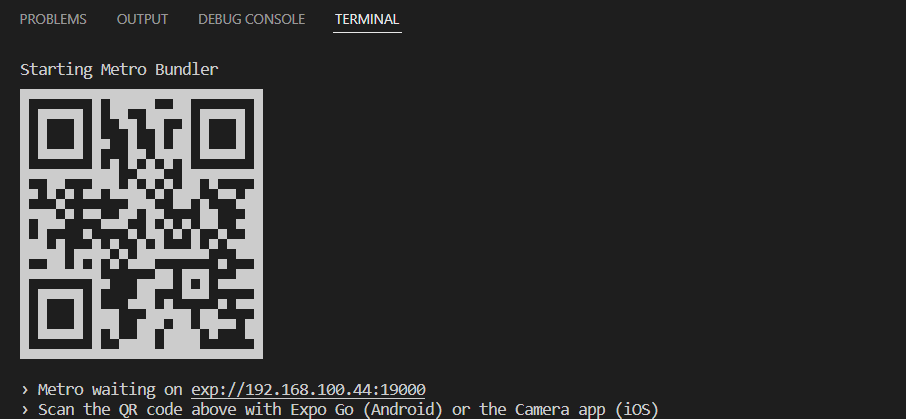 PROBLEMS OUTPUT DEBUG CONSOLE TERMINAL
Starting Metro Bundler
› Metro waiting on exp://192.168.100.44:19000
› Scan the QR code above with Expo Go (Android) or the Camera app (iOS)